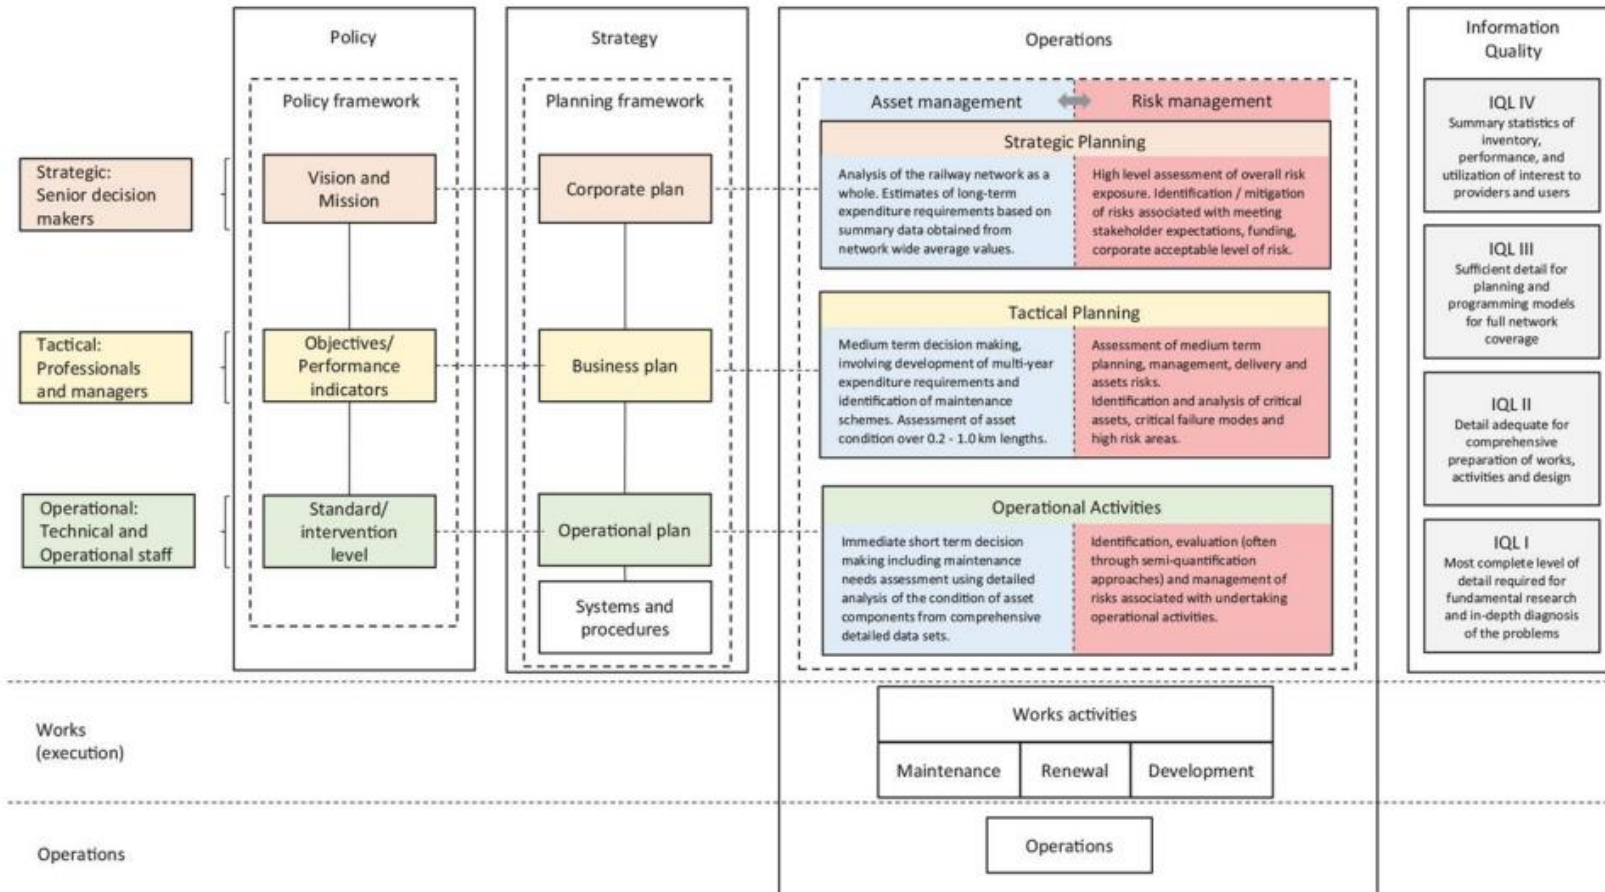 Policy
Strategy
Operations
Information
Quality
Policy framework
Planning framework
Asset management
Risk management
Strategic:
Senior decision
makers
Vision and
Mission
Corporate plan
Strategic Planning
Analysis of the railway network as a
whole. Estimates of long-term
expenditure requirements based on
summary data obtained from
network wide average values.
High level assessment of overall risk
exposure. Identification / mitigation
of risks associated with meeting
stakeholder expectations, funding,
corporate acceptable level of risk.
Tactical:
Professionals
and managers
Objectives/
Performance
indicators
Business plan
Tactical Planning
Medium term decision making,
involving development of multi-year
expenditure requirements and
identification of maintenance
schemes. Assessment of asset
condition over 0.2 - 1.0 km lengths.
Assessment of medium term
planning, management, delivery and
assets risks.
Identification and analysis of critical
assets, critical failure modes and
high risk areas.
Operational:
Technical and
Operational staff
Standard/
intervention
level
Operational plan
Systems and
procedures
Operational Activities
Immediate short term decision
making including maintenance
needs assessment using detailed
analysis of the condition of asset
components from comprehensive
detailed data sets.
Identification, evaluation (often
through semi-quantification
approaches) and management of
risks associated with undertaking
operational activities.
IQL IV
Summary statistics of
inventory,
performance, and
utilization of interest to
providers and users
IQL III
Sufficient detail for
planning and
programming models
for full network
coverage
IQL II
Detail adequate for
comprehensive
preparation of works,
activities and design
IQL I
Most complete level of
detail required for
fundamental research
and in-depth diagnosis
of the problems
Works
(execution)
Works activities
Maintenance
Renewal
Development
Operations
Operations